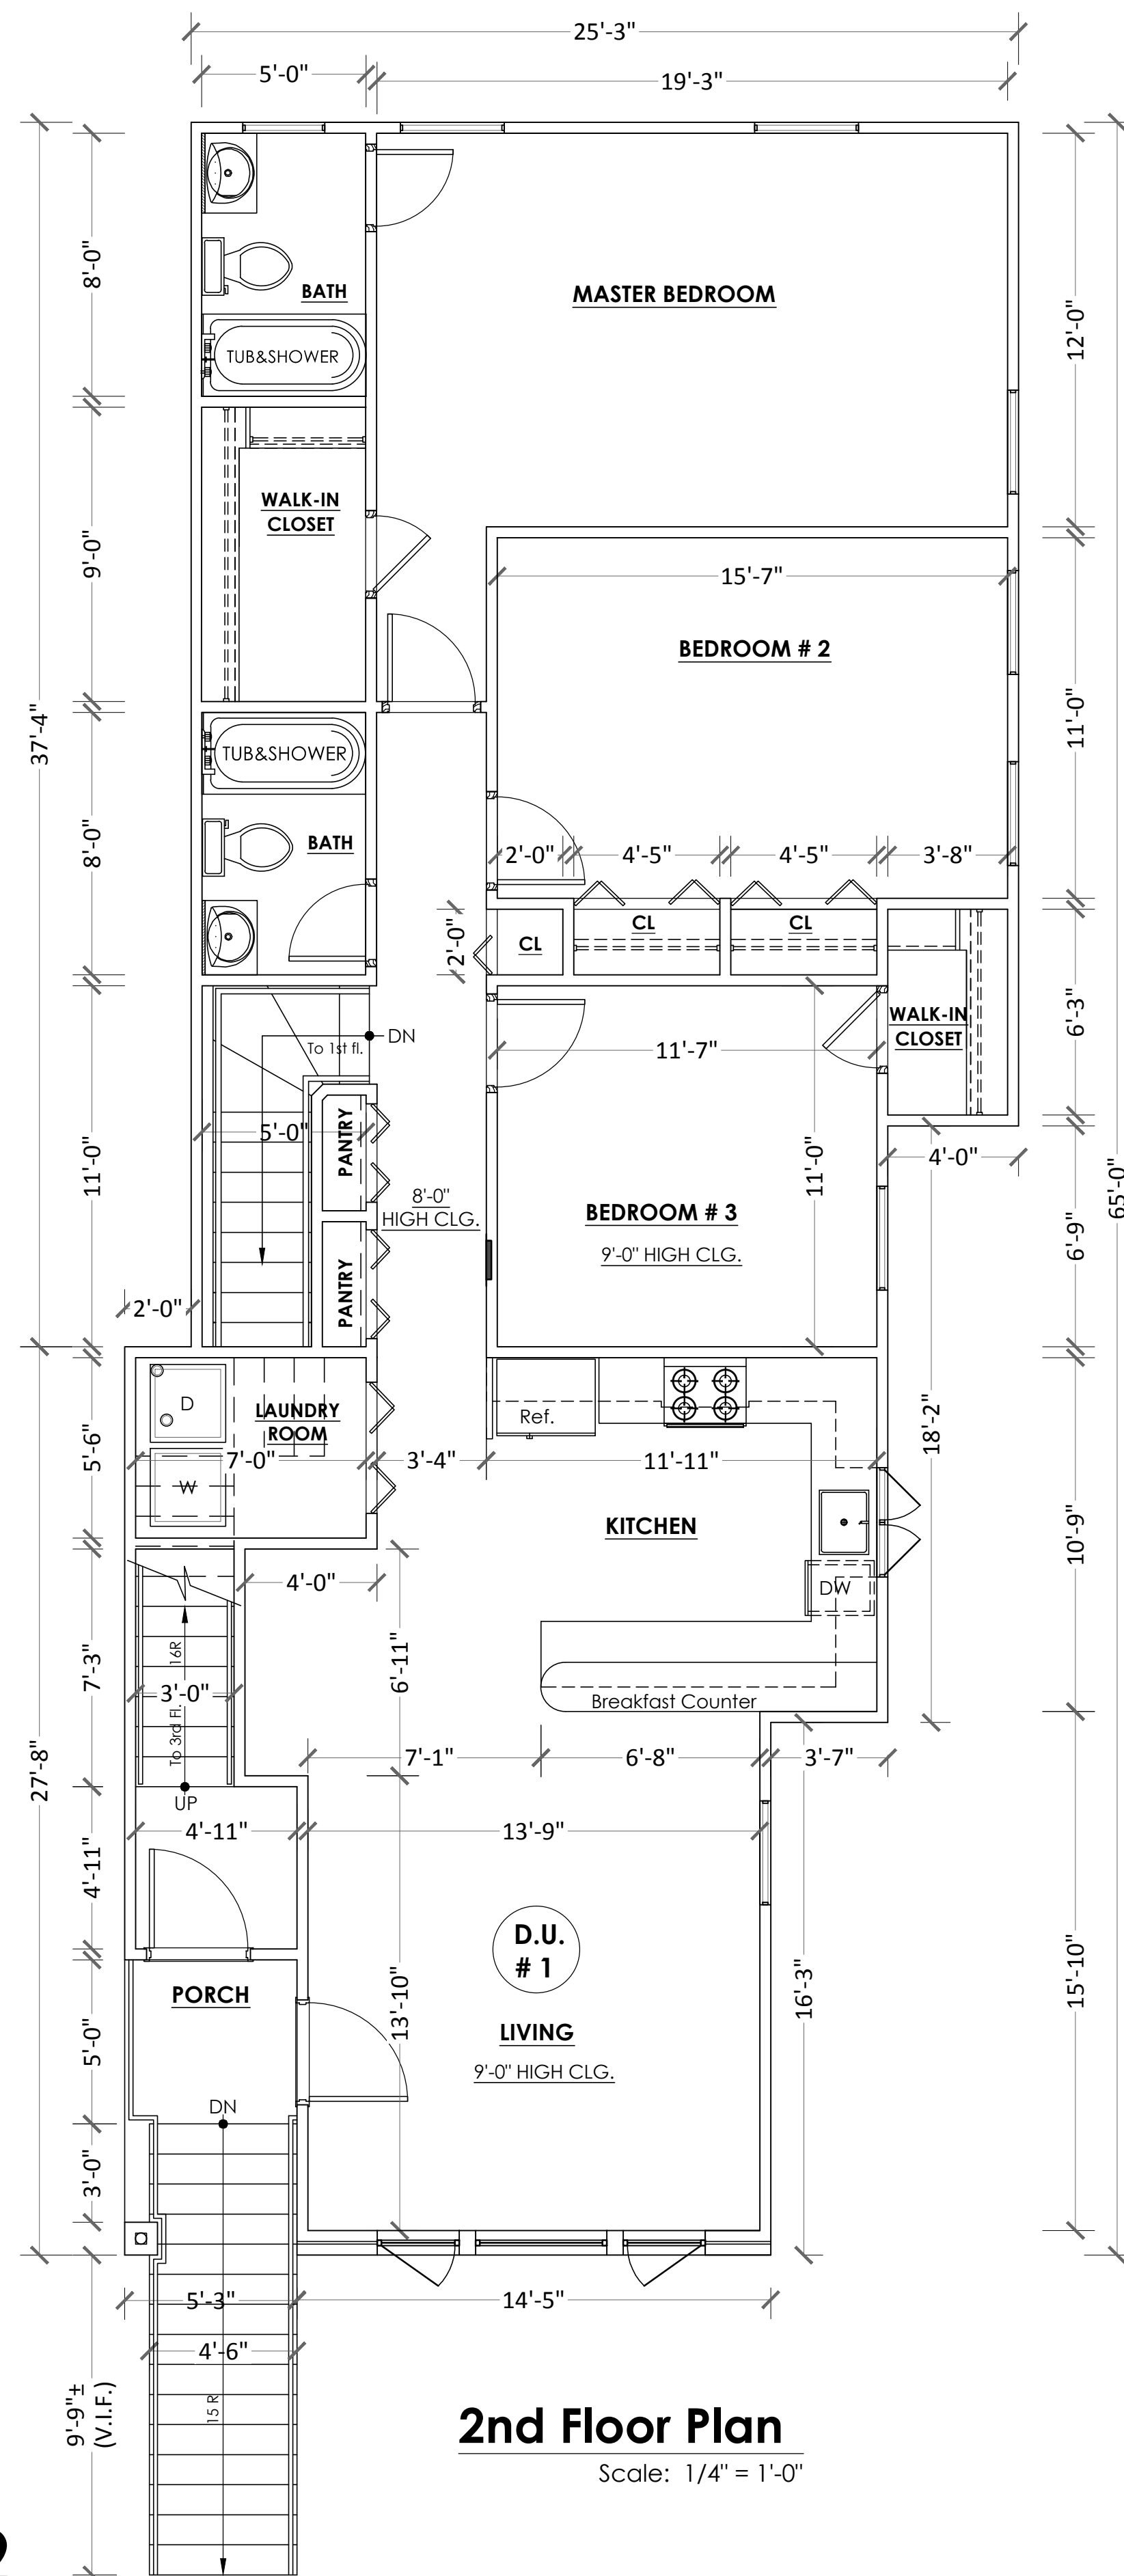 25'-3"
5'-0"
19'-3"
8'-0"
BATH
MASTER BEDROOM
12'-0"
TUB&SHOWER
WALK-IN
CLOSET
9'-0"
15'-7"
BEDROOM # 2
11'-0"
37'-4"
TUB&SHOWER
8'-0"
BATH
2'-0"
4'-5"
4'-5"
3'-8"
2'-0"
CL
CL
CL
6'-3"
WALK-IN
CLOSET
DN
To 1st fl.
11'-7"
5'-0"
PANTRY
11'-0"
11'-0"
4'-0"
65'-0"
8'-0"
HIGH CLG.
BEDROOM # 3
9'-0" HIGH CLG.
6'-9"
PANTRY
2'-0"
D
LAUNDRY
ROOM
Ref.
18'-2"
5'-6"
7'-0"
3'-4"
11'-11"
W
KITCHEN
10'-9"
DW
4'-0"
6'-11"
16R
7'-3"
3'-0"
To 3rd Fl.
Breakfast Counter
27'-8"
7'-1"
6'-8"
3'-7"
UP
4'-11"
13'-9"
4'-11"
D.U.
# 1
PORCH
13'-10"
16'-3"
15'-10"
LIVING
5'-0"
9'-0" HIGH CLG.
DN
3'-0"
5'-3"
14'-5"
4'-6"
9'-9"±
(V.I.F.)
15 R
2nd Floor Plan
Scale: 1/4" = 1'-0"